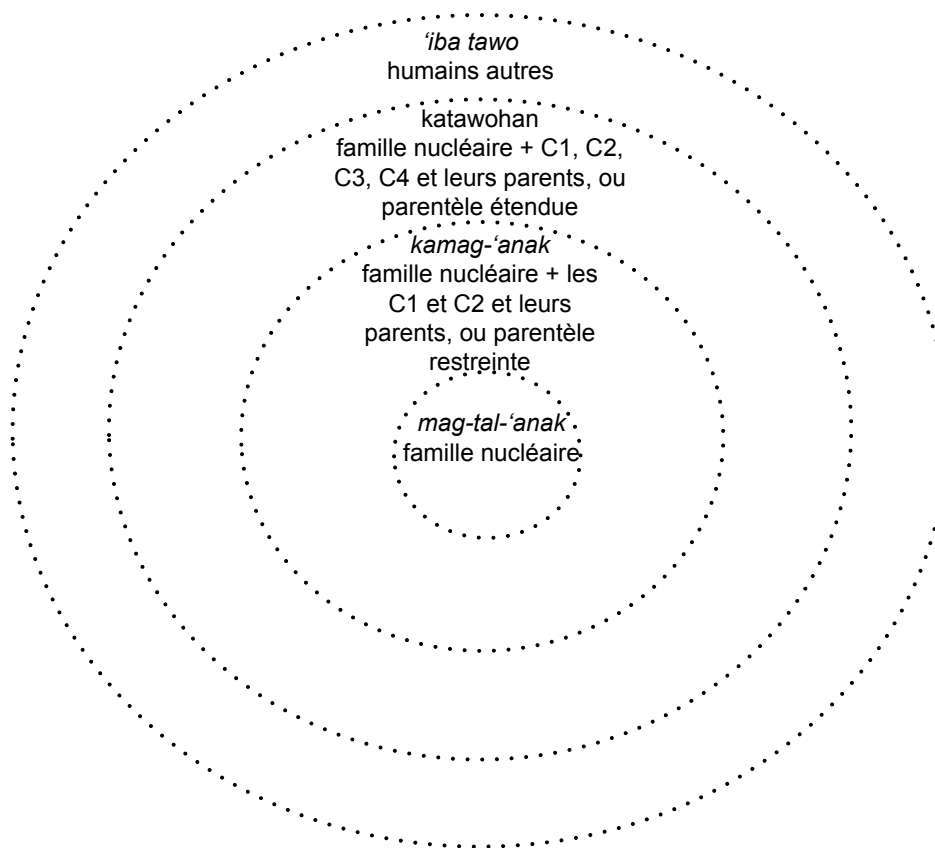 ‘iba tawo
humains autres
katawohan
famille nucléaire + C1, C2,
C3, C4 et leurs parents, ou
parentèle étendue
kamag-‘anak
famille nucléaire + les
C1 et C2 et leurs
parents, ou parentèle
restreinte
mag-tal-‘anak
famille nucléaire